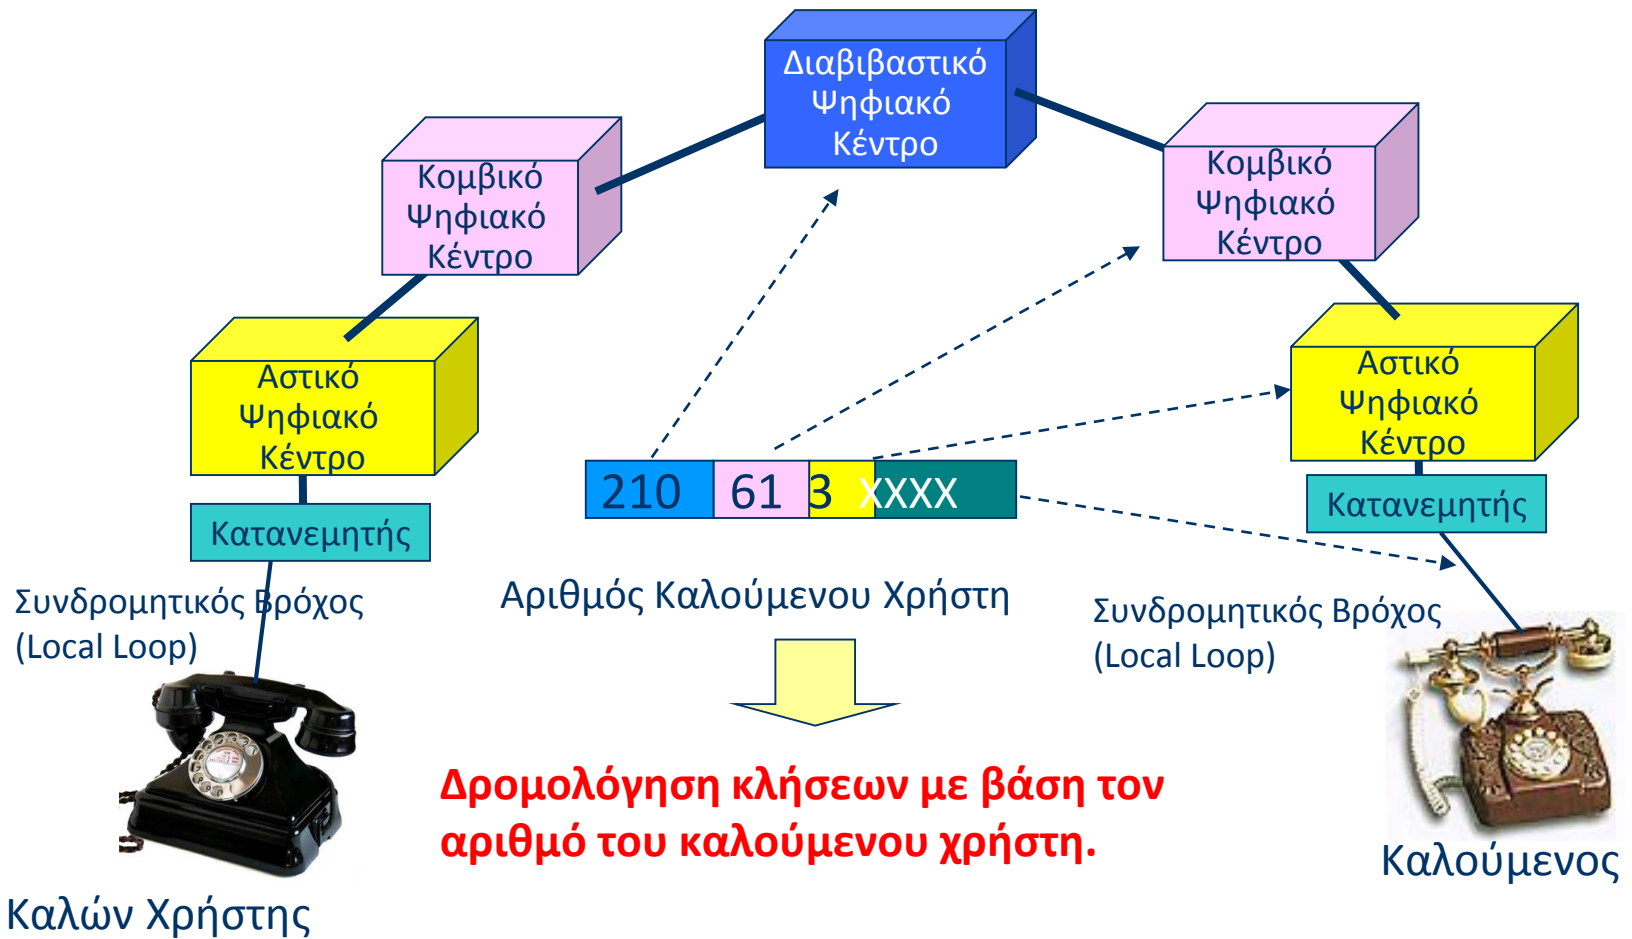 Διαβιβαστικό
Ψηφιακό
Κέντρο
Κομβικό
Ψηφιακό
Κέντρο
Κομβικό
Ψηφιακό
Κέντρο
Αστικό
Ψηφιακό
Κέντρο
Αστικό
Ψηφιακό
Κέντρο
210 61 3 XXXX
Κατανεμητής
Κατανεμητής
Συνδρομητικός Βρόχος
(Local Loop)
Αριθμός Καλούμενου Χρήστη
Συνδρομητικός Βρόχος
(Local Loop)
Δρομολόγηση κλήσεων με βάση τον
αριθμό του καλούμενου χρήστη.
Καλούμενος
Καλών Χρήστης